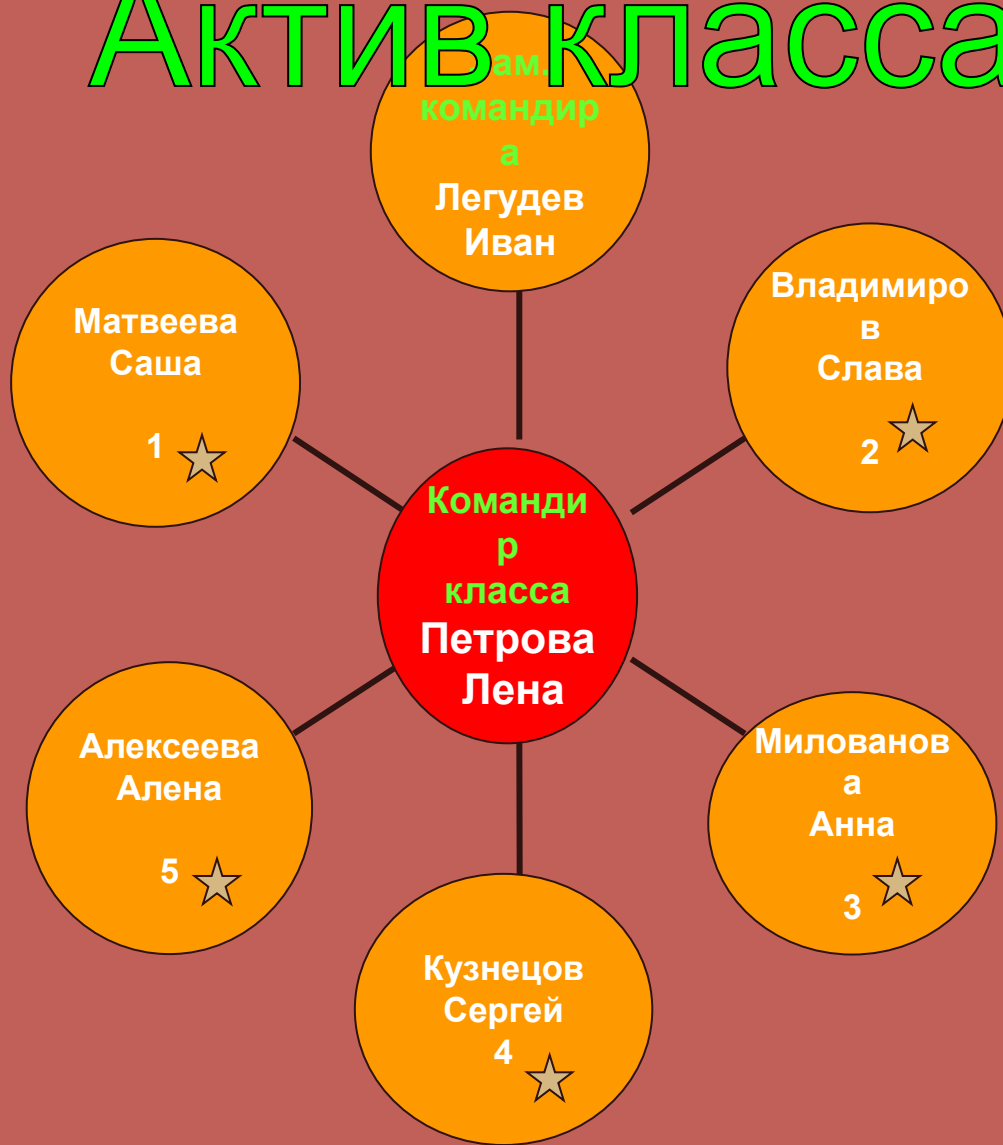 Актив класса
зам.
командир
а
Легудев
Иван
Матвеева
Саша
1
Владимиро
в
Слава
2
Команди
р
класса
Петрова
Лена
Алексеева
Алена
5
Милованов
а
Анна
3
Кузнецов
Сергей
4